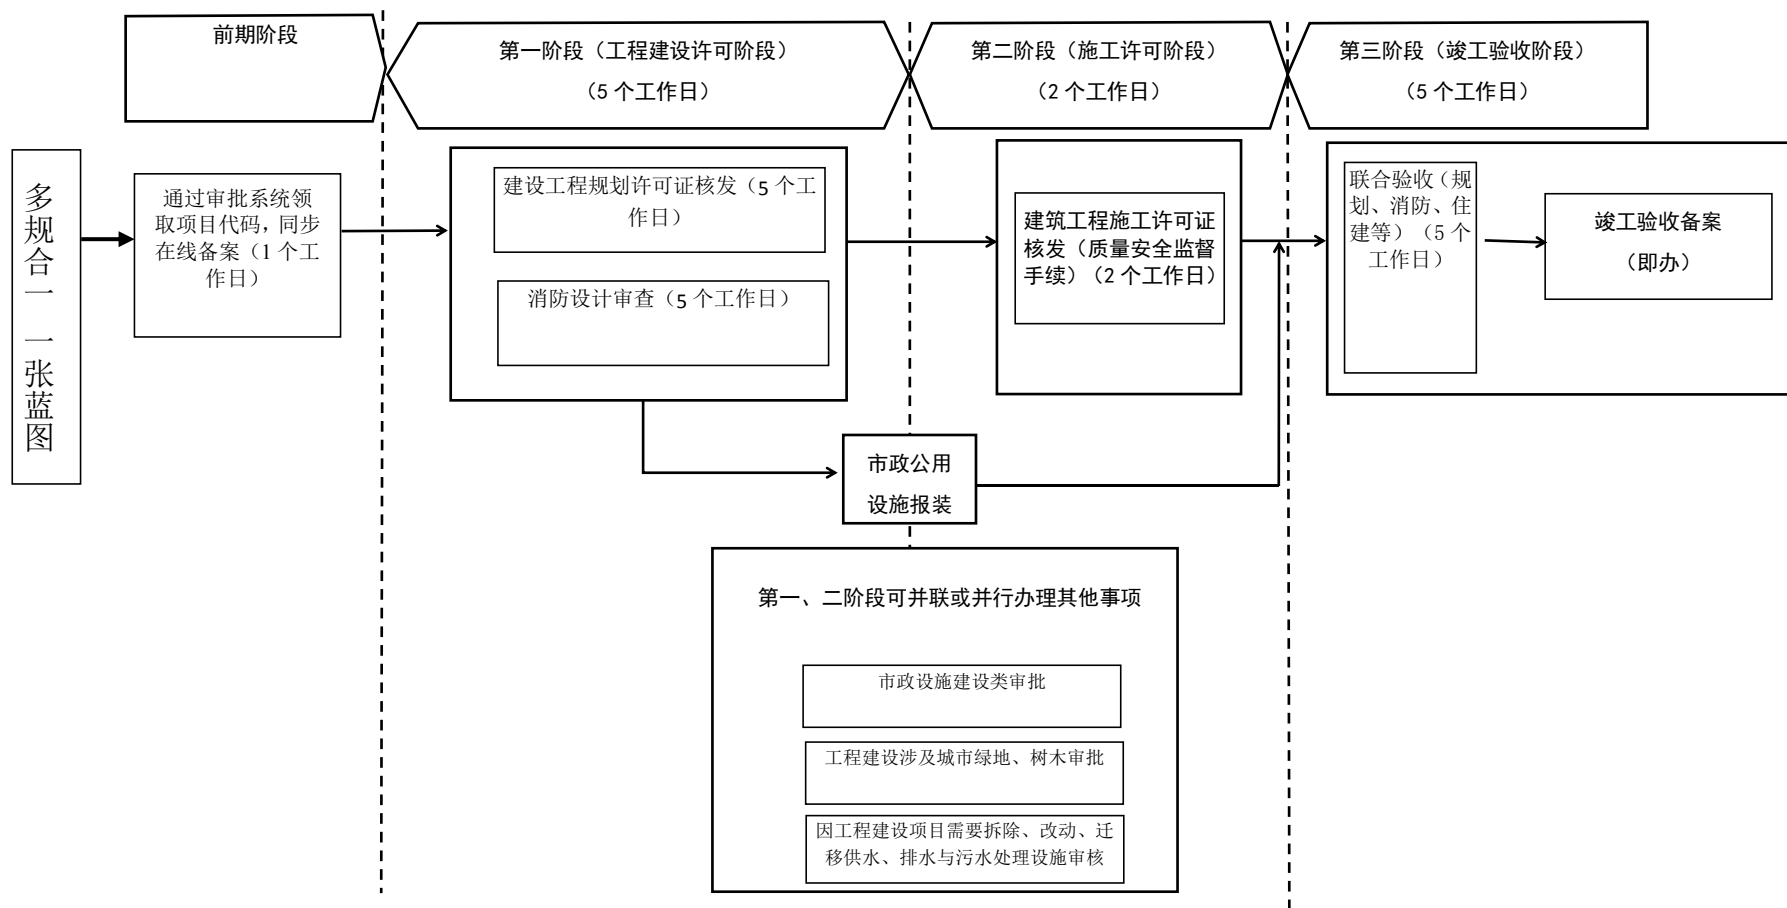 前期阶段
第一阶段（工程建设许可阶段）
（5 个工作日）
第二阶段（施工许可阶段）
（2 个工作日）
第三阶段（竣工验收阶段）
（5 个工作日）
多规合一 一张蓝图
通过审批系统领
取项目代码，同步
在线备案（1 个工
作日）
建设工程规划许可证核发（5 个工
作日）
消防设计审查（5 个工作日）
建筑工程施工许可证
核发（质量安全监督
手续）（2 个工作日）
联合验收（规
划、消防、住
建等）（5 个
工作日）
竣工验收备案
（即办）
市政公用
设施报装
第一、二阶段可并联或并行办理其他事项
市政设施建设类审批
工程建设涉及城市绿地、树木审批
因工程建设项目需要拆除、改动、迁
移供水、排水与污水处理设施审核